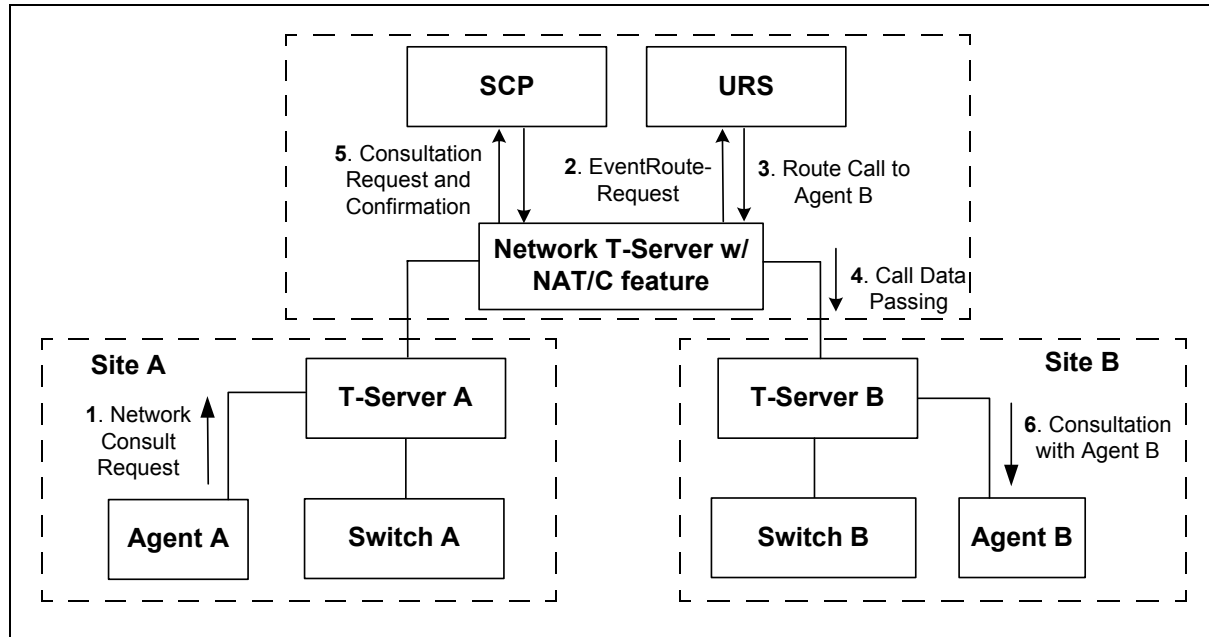 SCP
URS
5. Consultation
Request and
Confirmation
2. EventRoute-
Request
3. Route Call to
Agent B
Network T-Server w/
NAT/C feature
4. Call Data
Passing
Site A
T-Server A
1. Network
Consult
Request
Agent A
Switch A
Site B
T-Server B
6. Consultation
with Agent B
Switch B
Agent B